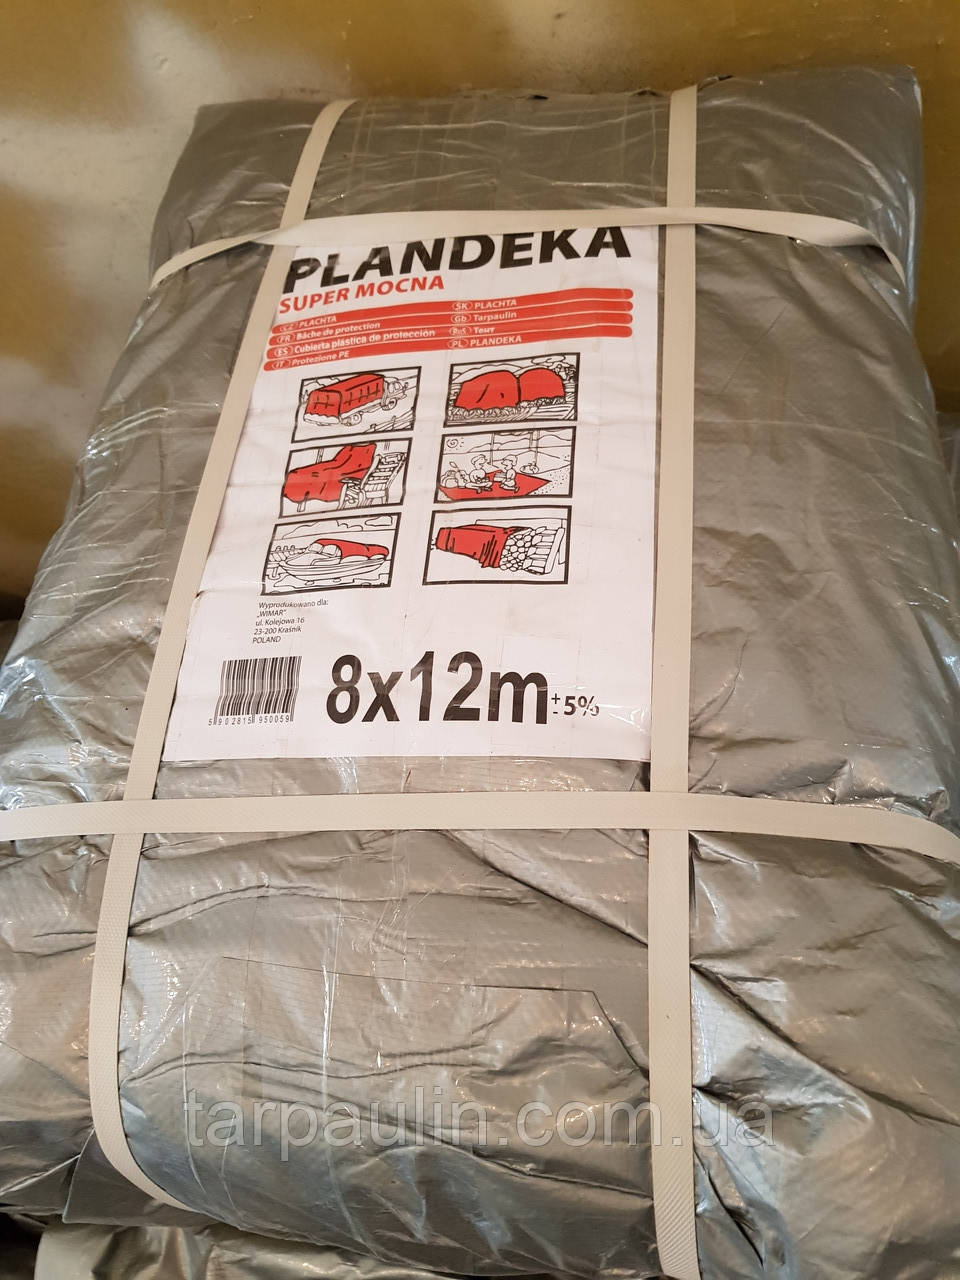 PLANDEKA
SUPER MOCNA
CZ PLACHTA
FR Bâche de protection
ES Cubierta plástica de protección
IT Protezione PE
SK PLACHTA
Gb Tarpaulin
RuS Тент
PL PLANDEKA
Wyprodukowano dla:
„WIMAR"
ul. Kolejowa 16
23-200 Kraśnik
POLAND
5 902815 950059
8x12m +- 5%
tarpaulin.com.ua